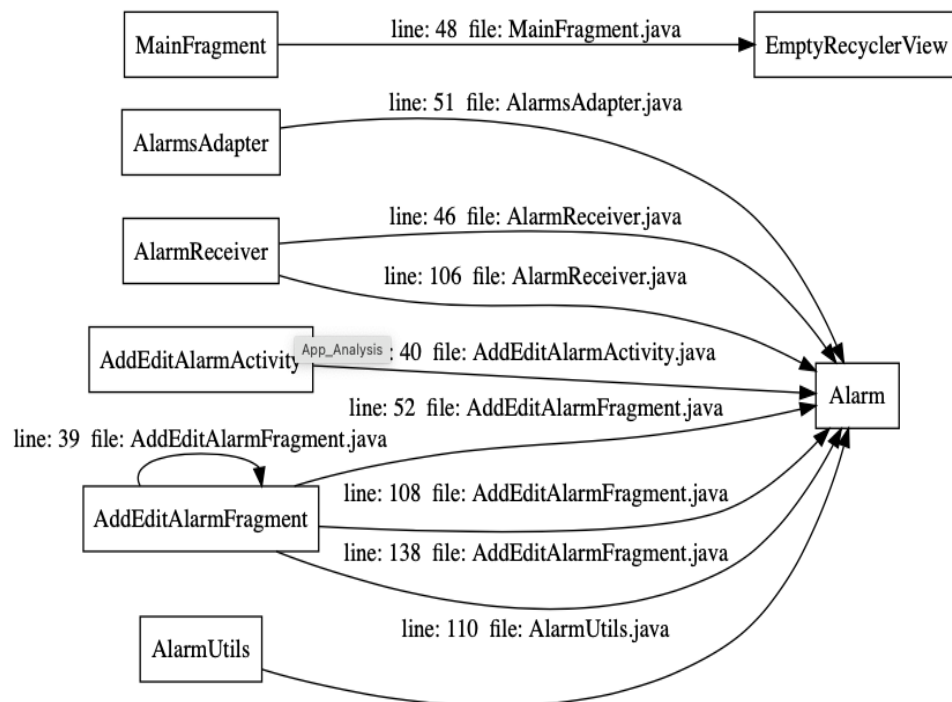 MainFragment
line: 48 file: MainFragment.java
EmptyRecyclerView
line: 51 file: AlarmsAdapter.java
AlarmsAdapter
line: 46 file: AlarmReceiver.java
AlarmReceiver
line: 106 file: AlarmReceiver.java
AddEditAlarmActivity
App_Analysis
: 40 file: AddEditAlarmActivity.java
Alarm
line: 52 file: AddEditAlarmFragment.java
line: 39 file: AddEditAlarmFragment.java
line: 108 file: AddEditAlarmFragment.java
AddEditAlarmFragment
line: 138 file: AddEditAlarmFragment.java
line: 110 file: AlarmUtils.java
AlarmUtils